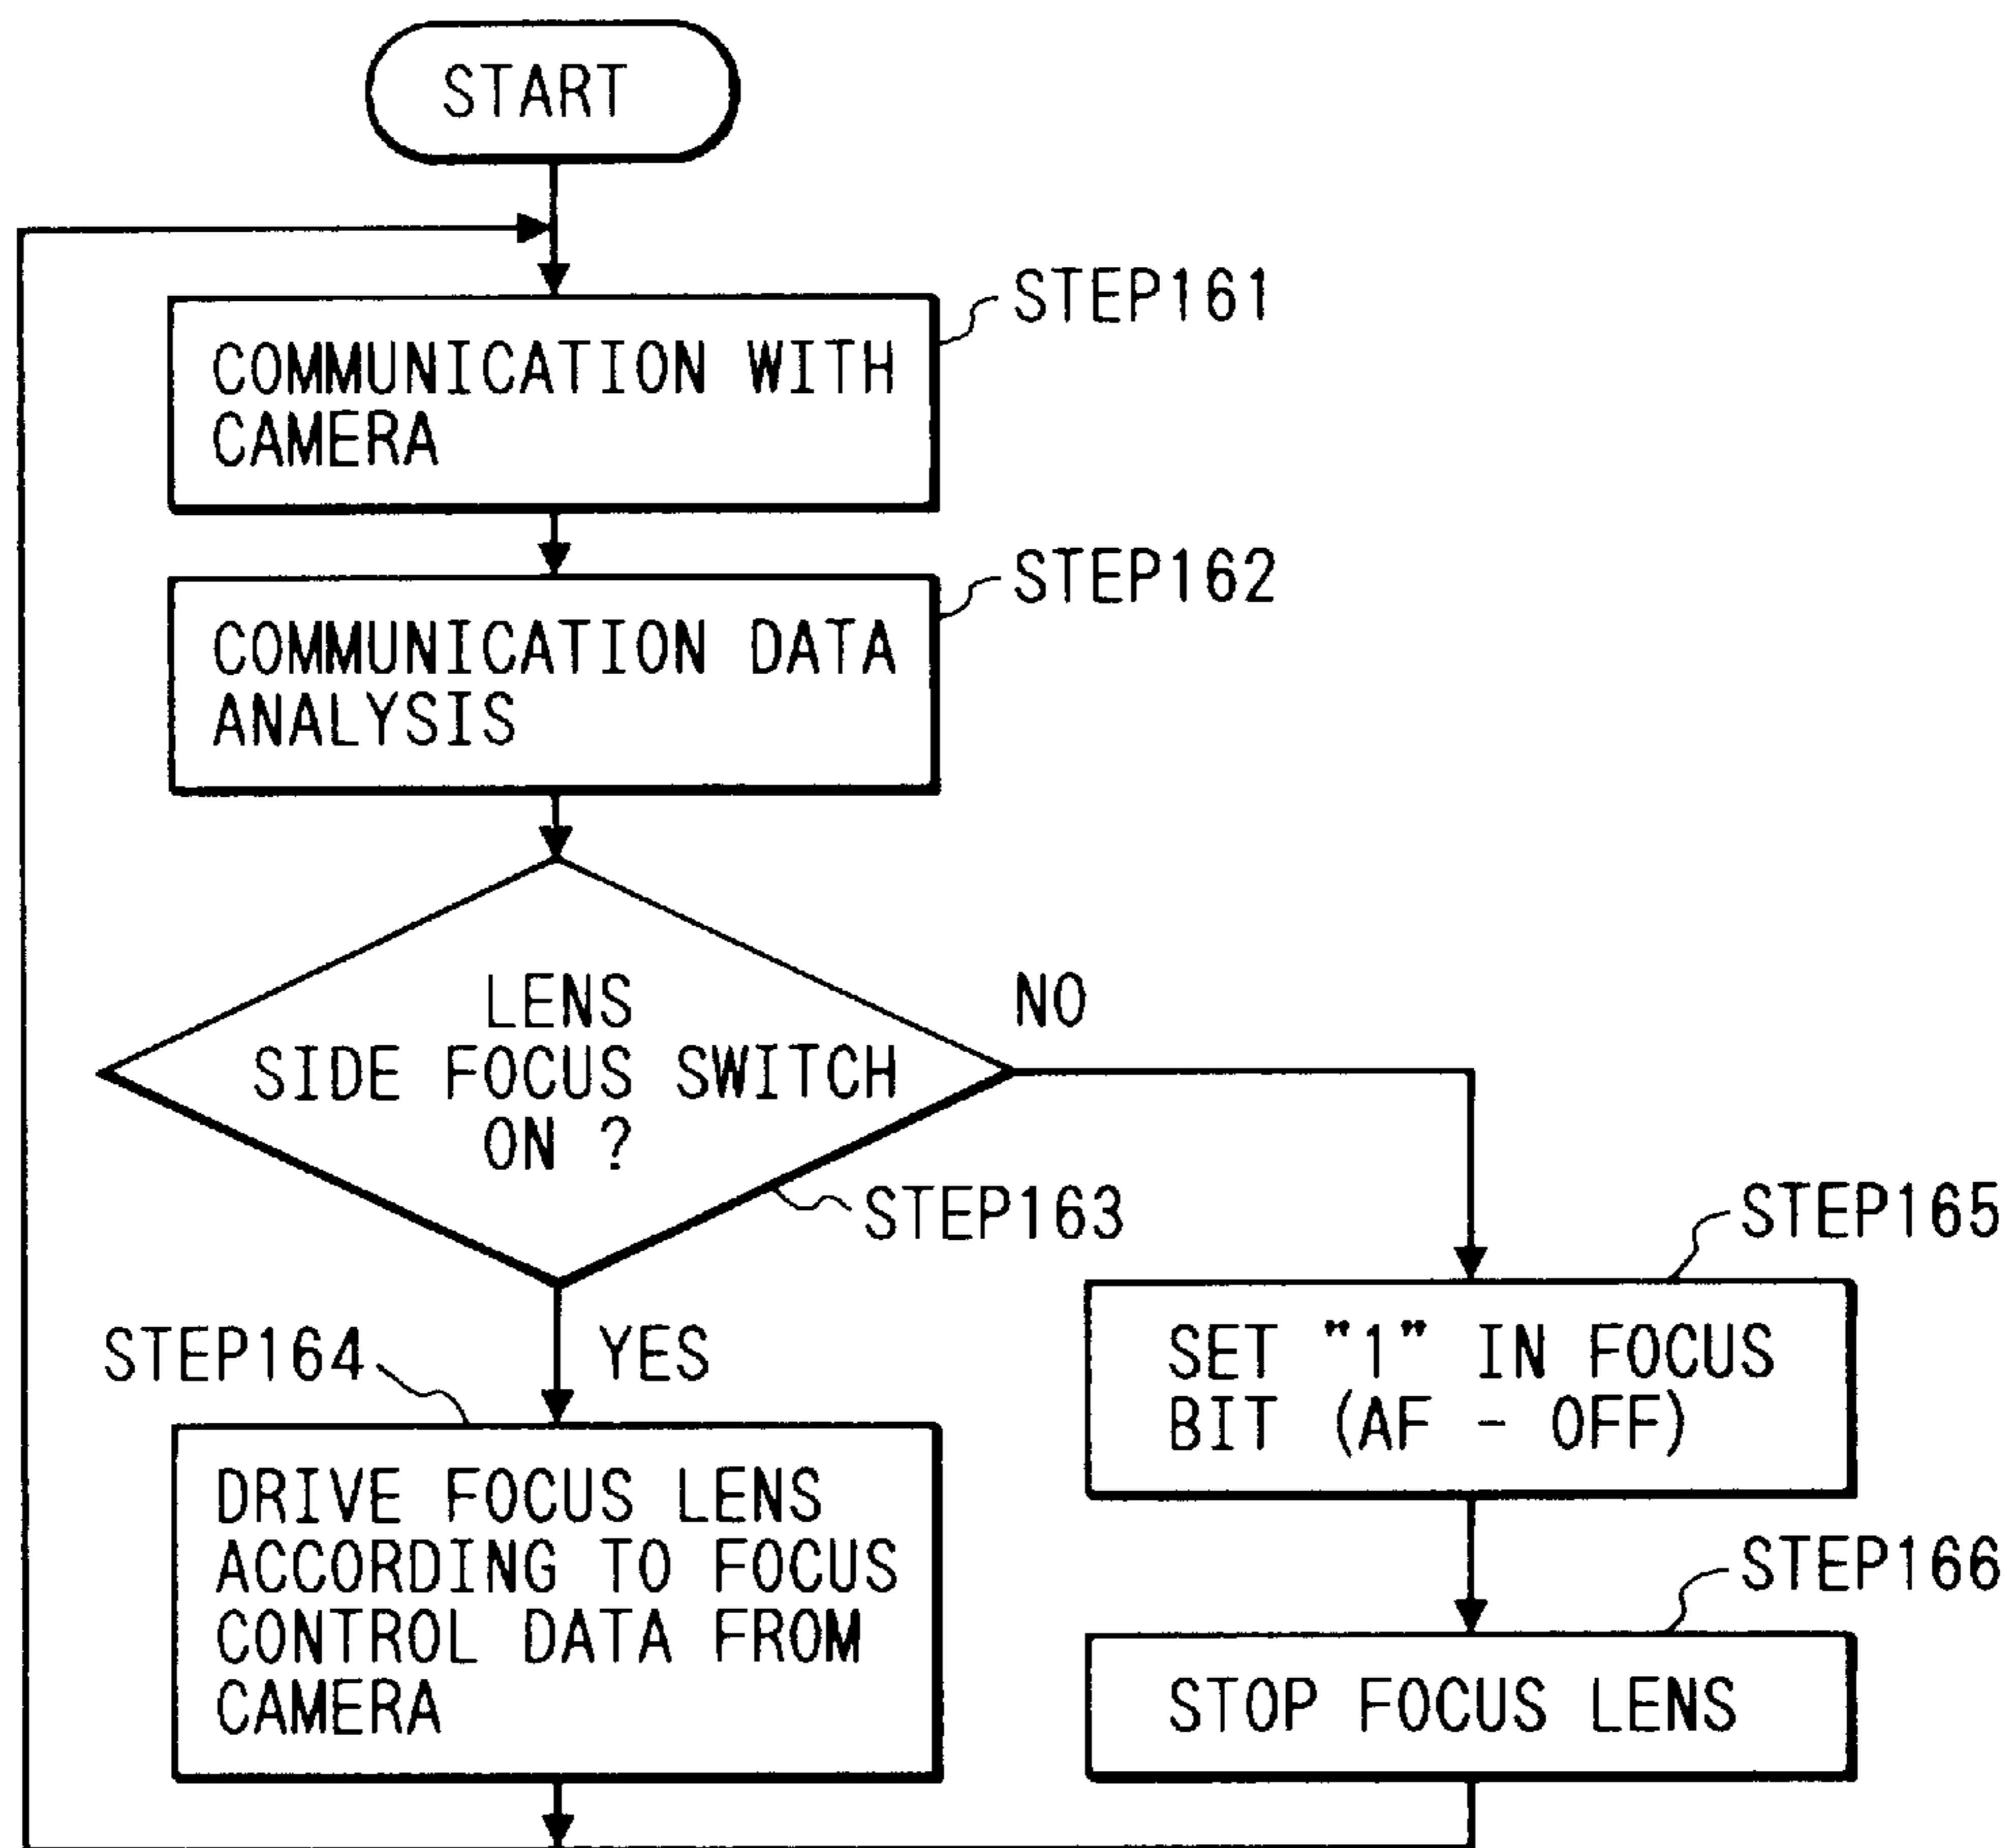 START
STEP161
COMMUNICATION WITH
CAMERA
STEP162
COMMUNICATION DATA
ANALYSIS
LENS
SIDE FOCUS SWITCH
ON ?
NO
STEP163
YES
STEP164
DRIVE FOCUS LENS
ACCORDING TO FOCUS
CONTROL DATA FROM
CAMERA
STEP165
SET "1" IN FOCUS
BIT (AF - OFF)
STEP166
STOP FOCUS LENS